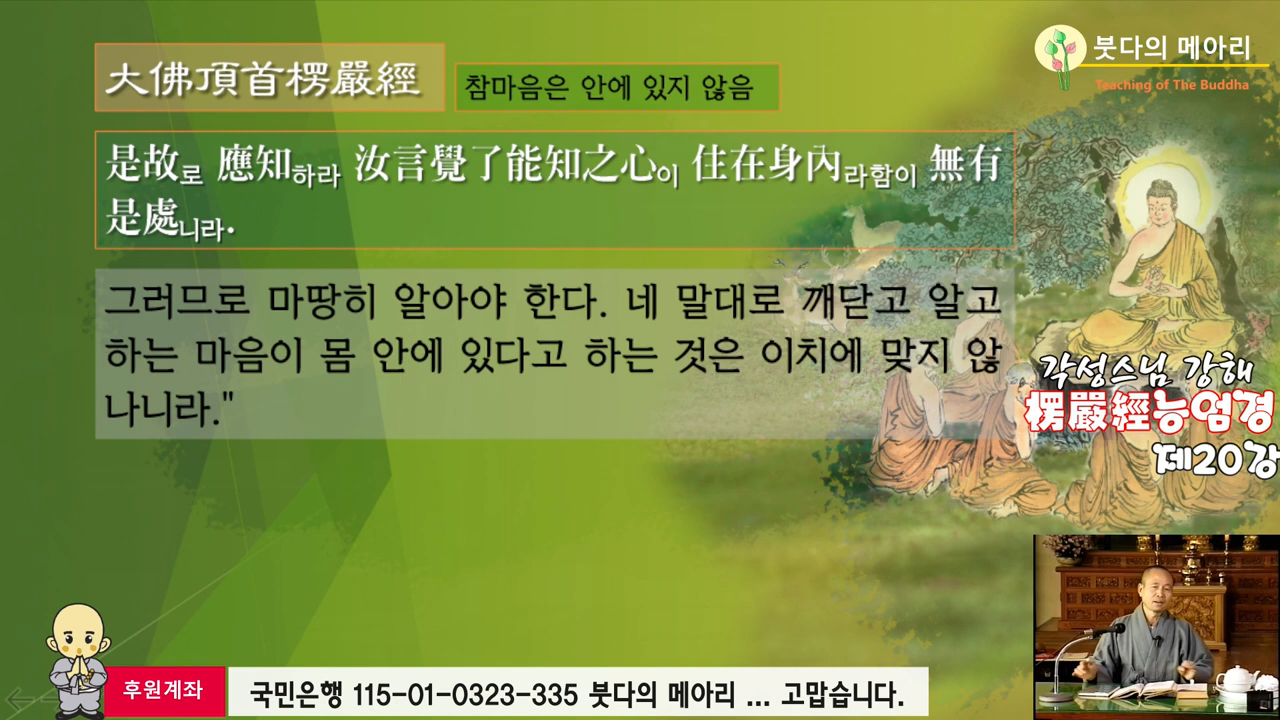 大佛頂首楞嚴經
참마음은 안에 있지 않음
붓다의 메아리
Teaching of The Buddha
是故로 應知하라 汝言覺了能知之心이 住在身內라함이 無有
是處니라.
그러므로 마땅히 알아야 한다. 네 말대로 깨닫고 알고
하는 마음이 몸 안에 있다고 하는 것은 이치에 맞지 않
나니라."
각성스님 강해
楞嚴經능엄경
제20강
후원계좌
국민은행 115-01-0323-335 붓다의 메아리 ... 고맙습니다.